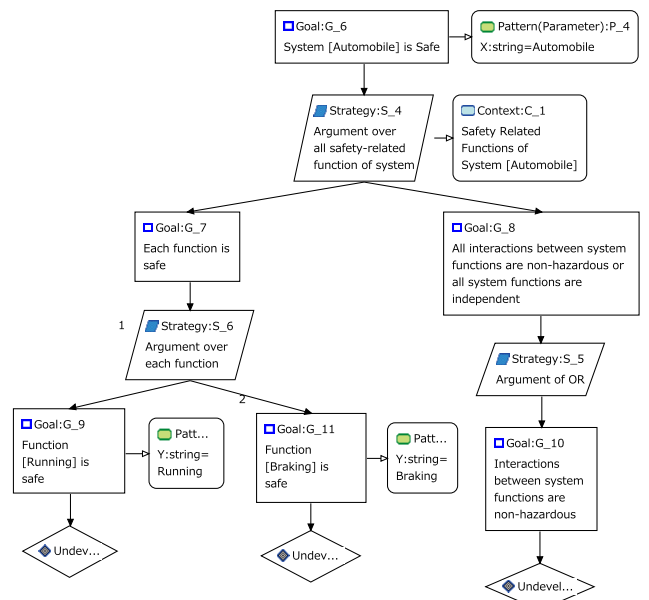 Goal:G_6
System [Automobile] is Safe
Pattern(Parameter):P_4
X:string=Automobile
Strategy:S_4
Argument over
all safety-related
function of system
Context:C_1
Safety Related
Functions of
System [Automobile]
Goal:G_7
Each function is
safe
Goal:G_8
All interactions between system
functions are non-hazardous or
all system functions are
independent
1
Strategy:S_6
Argument over
each function
Strategy:S_5
Argument of OR
2
Goal:G_9
Function
[Running] is
safe
Patt...
Y:string=
Running
Goal:G_11
Function
[Braking] is
safe
Patt...
Y:string=
Braking
Goal:G_10
Interactions
between system
functions are
non-hazardous
Undev...
Undev...
Undevel...